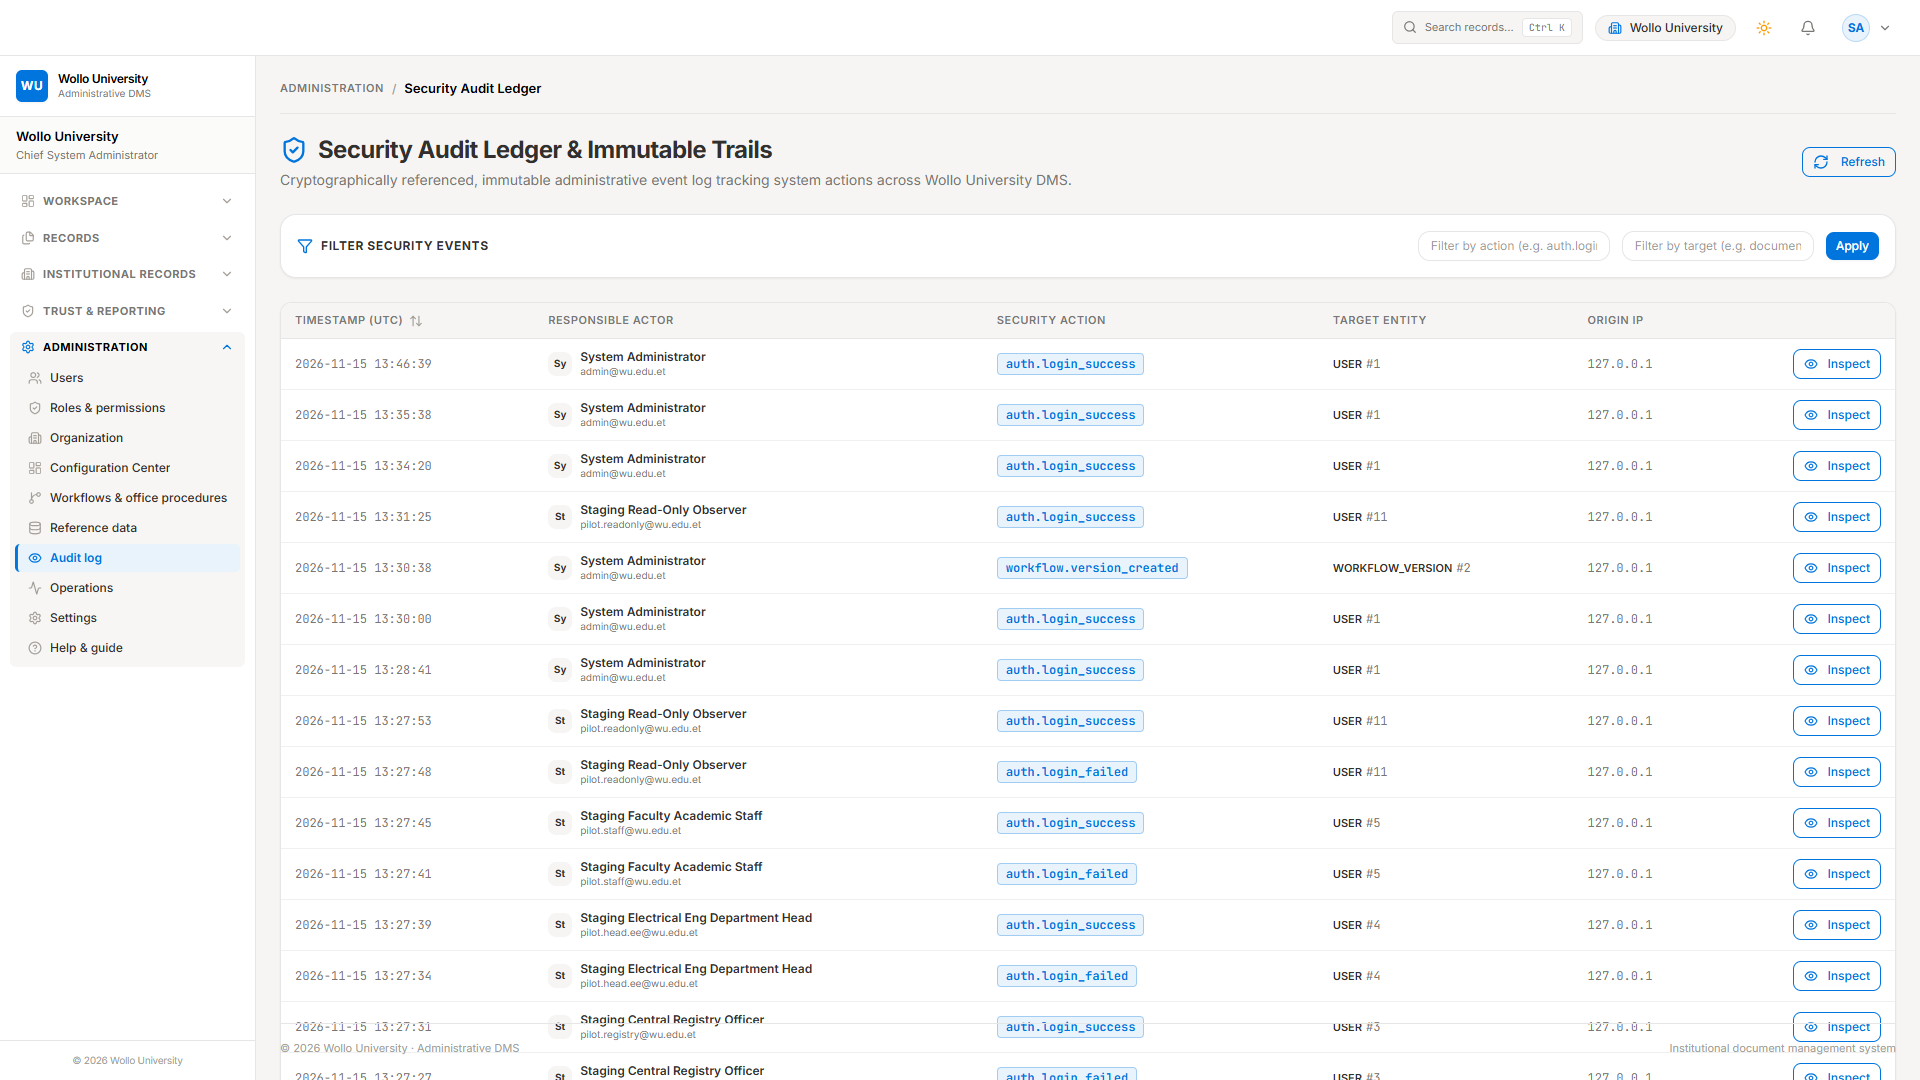 Search records... Ctrl K
Wollo University
SA
WU
Wollo University
Administrative DMS
Wollo University
Chief System Administrator
WORKSPACE
RECORDS
INSTITUTIONAL RECORDS
TRUST & REPORTING
ADMINISTRATION
Users
Roles & permissions
Organization
Configuration Center
Workflows & office procedures
Reference data
Audit log
Operations
Settings
Help & guide
© 2026 Wollo University
ADMINISTRATION / Security Audit Ledger
Security Audit Ledger & Immutable Trails
Cryptographically referenced, immutable administrative event log tracking system actions across Wollo University DMS.
Refresh
FILTER SECURITY EVENTS
Filter by action (e.g. auth.logi
Filter by target (e.g. documen
Apply
TIMESTAMP (UTC) RESPONSIBLE ACTOR SECURITY ACTION TARGET ENTITY ORIGIN IP
2026-11-15 13:46:39 Sy System Administrator auth.login_success USER #1 127.0.0.1 Inspect
admin@wu.edu.et
2026-11-15 13:35:38 Sy System Administrator auth.login_success USER #1 127.0.0.1 Inspect
admin@wu.edu.et
2026-11-15 13:34:20 Sy System Administrator auth.login_success USER #1 127.0.0.1 Inspect
admin@wu.edu.et
2026-11-15 13:31:25 St Staging Read-Only Observer auth.login_success USER #11 127.0.0.1 Inspect
pilot.readonly@wu.edu.et
2026-11-15 13:30:38 Sy System Administrator workflow.version_created WORKFLOW_VERSION #2 127.0.0.1 Inspect
admin@wu.edu.et
2026-11-15 13:30:00 Sy System Administrator auth.login_success USER #1 127.0.0.1 Inspect
admin@wu.edu.et
2026-11-15 13:28:41 Sy System Administrator auth.login_success USER #1 127.0.0.1 Inspect
admin@wu.edu.et
2026-11-15 13:27:53 St Staging Read-Only Observer auth.login_success USER #11 127.0.0.1 Inspect
pilot.readonly@wu.edu.et
2026-11-15 13:27:48 St Staging Read-Only Observer auth.login_failed USER #11 127.0.0.1 Inspect
pilot.readonly@wu.edu.et
2026-11-15 13:27:45 St Staging Faculty Academic Staff auth.login_success USER #5 127.0.0.1 Inspect
pilot.staff@wu.edu.et
2026-11-15 13:27:41 St Staging Faculty Academic Staff auth.login_failed USER #5 127.0.0.1 Inspect
pilot.staff@wu.edu.et
2026-11-15 13:27:39 St Staging Electrical Eng Department Head auth.login_success USER #4 127.0.0.1 Inspect
pilot.head.ee@wu.edu.et
2026-11-15 13:27:34 St Staging Electrical Eng Department Head auth.login_failed USER #4 127.0.0.1 Inspect
pilot.head.ee@wu.edu.et
2026-11-15 13:27:31 St Staging Central Registry Officer auth.login_success USER #3 127.0.0.1 Inspect
pilot.registry@wu.edu.et
© 2026 Wollo University · Administrative DMS Institutional document management system
2026-11-15 13:27:27 St Staging Central Registry Officer auth.login_failed USER #3 127.0.0.1 Inspect